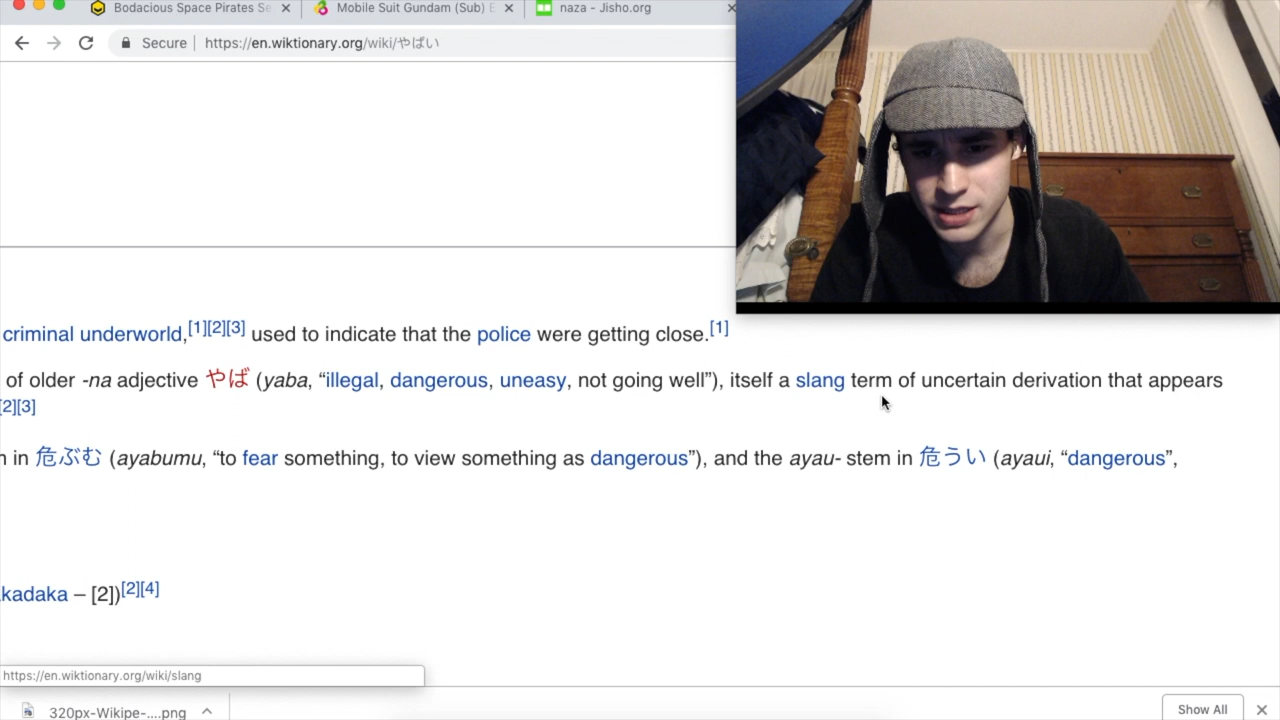 Bodacious Space Pirates Se
Mobile Suit Gundam (Sub) E
naza - Jisho.org
Secure
https://en.wiktionary.org/wiki/やばい
criminal underworld,[1][2][3] used to indicate that the police were getting close.[1]
of older -na adjective やば (yaba, “illegal, dangerous, uneasy, not going well”), itself a slang term of uncertain derivation that appears
[2][3]
in 危ぶむ (ayabumu, “to fear something, to view something as dangerous”), and the ayau- stem in 危うい (ayaui, “dangerous”,
kadaka – [2])[2][4]
https://en.wiktionary.org/wiki/slang
320px-Wikipe-....png
Show All